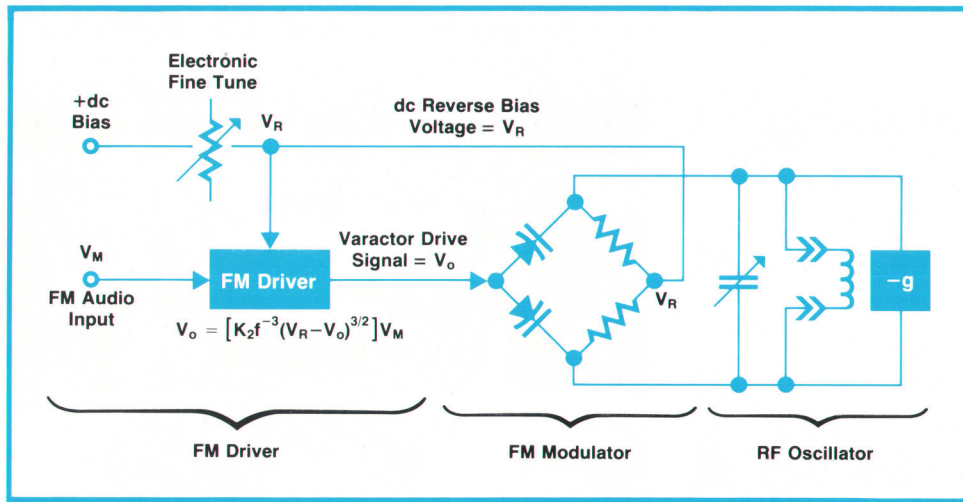 Electronic
Fine Tune
+dc
Bias
V_R
dc Reverse Bias
Voltage = V_R
V_M
FM Audio
Input
FM Driver
Varactor Drive
Signal = V_o
V_o = [K_2f^{-3}(V_R-V_o)^{3/2}]V_M
V_R
-g
FM Driver
FM Modulator
RF Oscillator